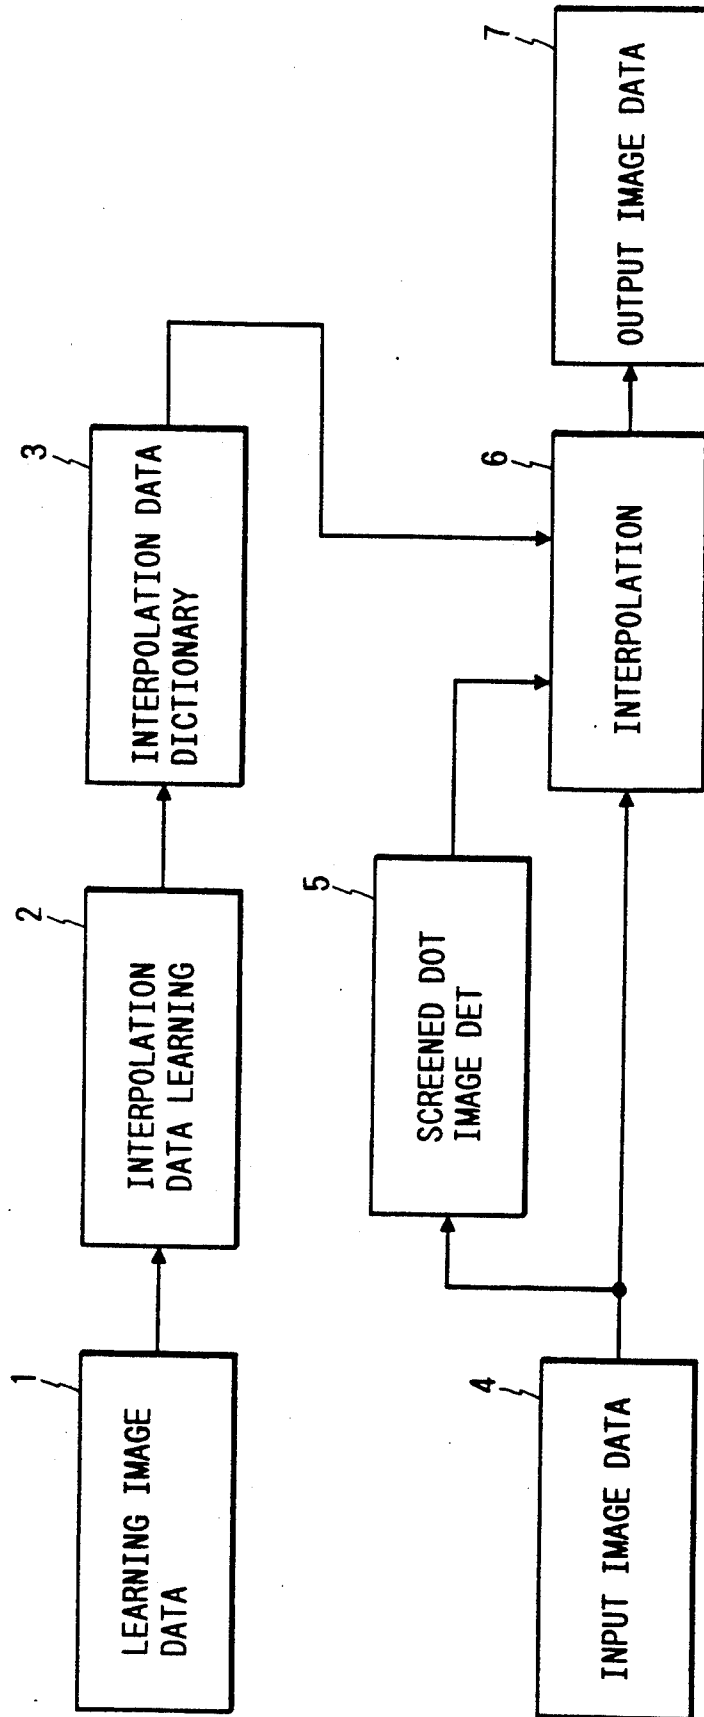 1
LEARNING IMAGE
DATA
2
INTERPOLATION
DATA LEARNING
3
INTERPOLATION DATA
DICTIONARY
4
INPUT IMAGE DATA
5
SCREENED DOT
IMAGE DET
6
INTERPOLATION
7
OUTPUT IMAGE DATA